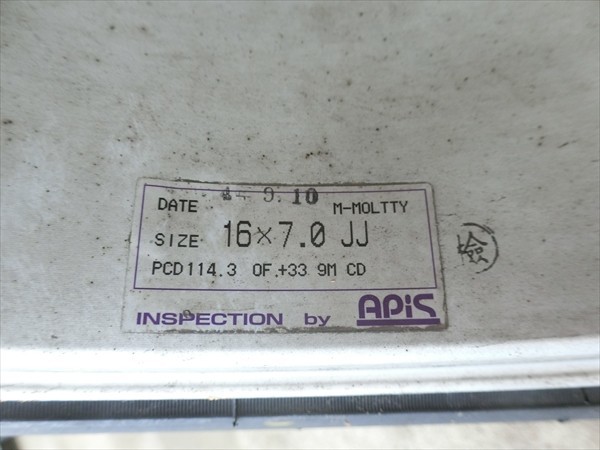 DATE 9.10 M-MOLTTY
SIZE 16×7.0 JJ
PCD114.3 OF.+33 9M CD
INSPECTION by APiS
検